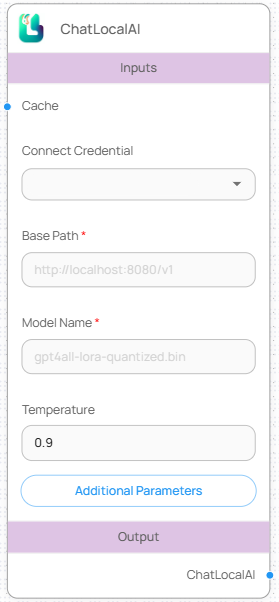 ChatLocalAI
Inputs
Cache
Connect Credential
Base Path *
http://localhost:8080/v1
Model Name *
gpt4all-lora-quantized.bin
Temperature
0.9
Additional Parameters
Output
ChatLocalAI